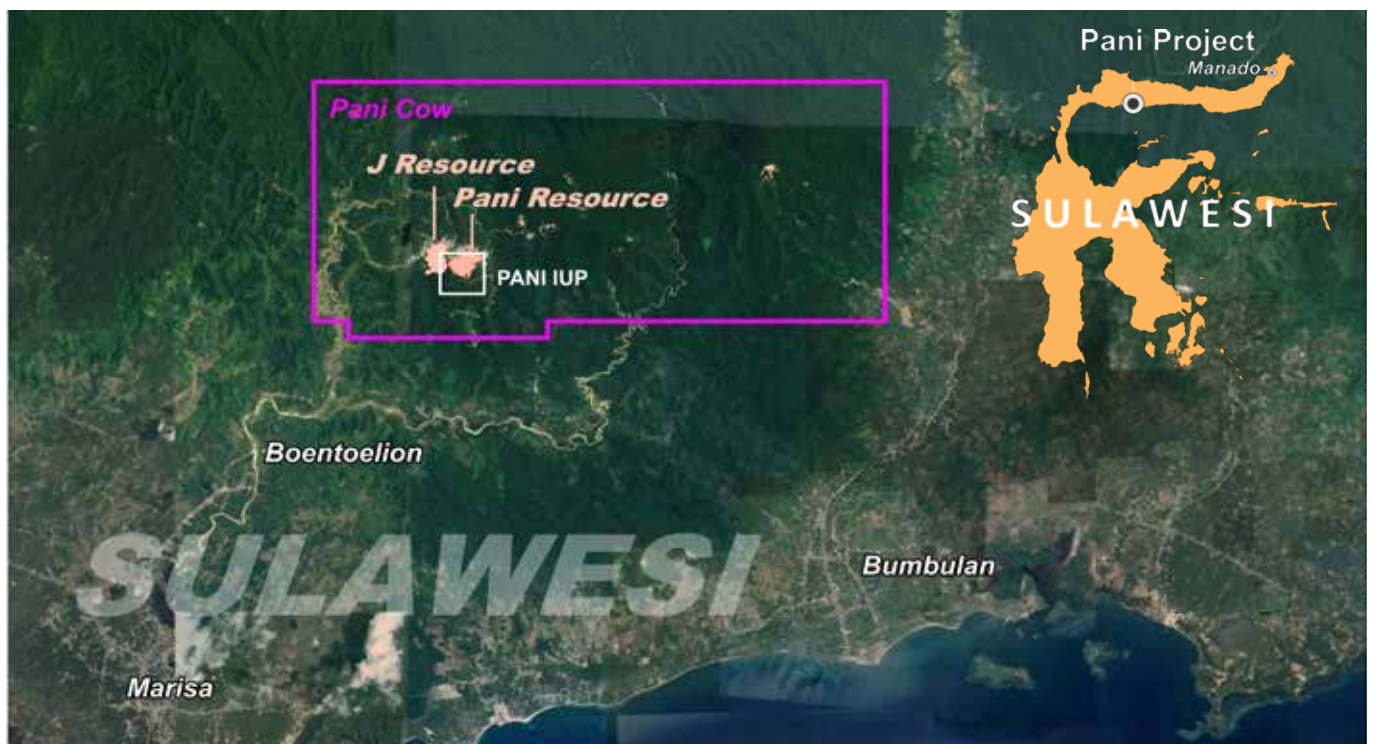 Pani Project
Manado
Pani Cow
J Resource
Pani Resource
SULAWESI
PANI IUP
Boentoelion
SULAWESI
Bumbulan
Marisa